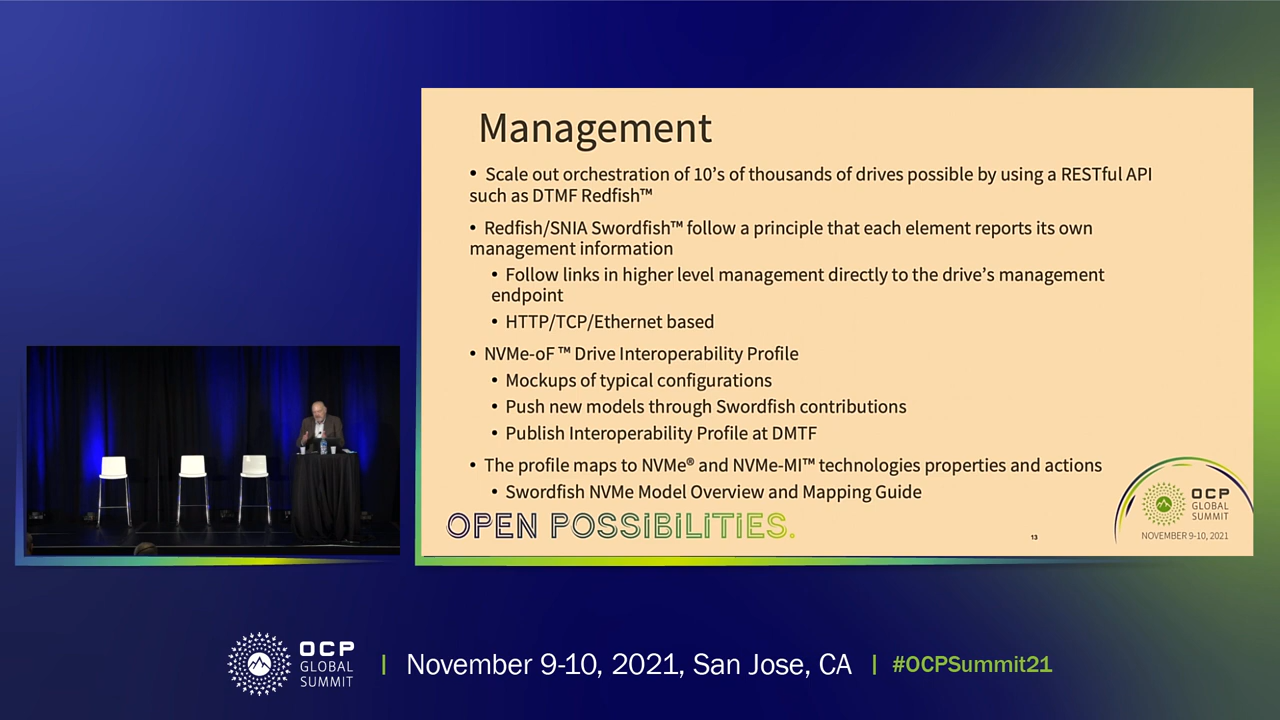 Management
• Scale out orchestration of 10’s of thousands of drives possible by using a RESTful API
such as DTMF Redfish™
• Redfish/SNIA Swordfish™ follow a principle that each element reports its own
management information
• Follow links in higher level management directly to the drive’s management
endpoint
• HTTP/TCP/Ethernet based
• NVMe-oF™ Drive Interoperability Profile
• Mockups of typical configurations
• Push new models through Swordfish contributions
• Publish Interoperability Profile at DMTF
• The profile maps to NVMe® and NVMe-MI™ technologies properties and actions
• Swordfish NVMe Model Overview and Mapping Guide
OPEN POSSIBILITIES.
13
OCP
GLOBAL
SUMMIT
NOVEMBER 9-10, 2021
OCP
GLOBAL
SUMMIT
| November 9-10, 2021, San Jose, CA | #OCPSummit21